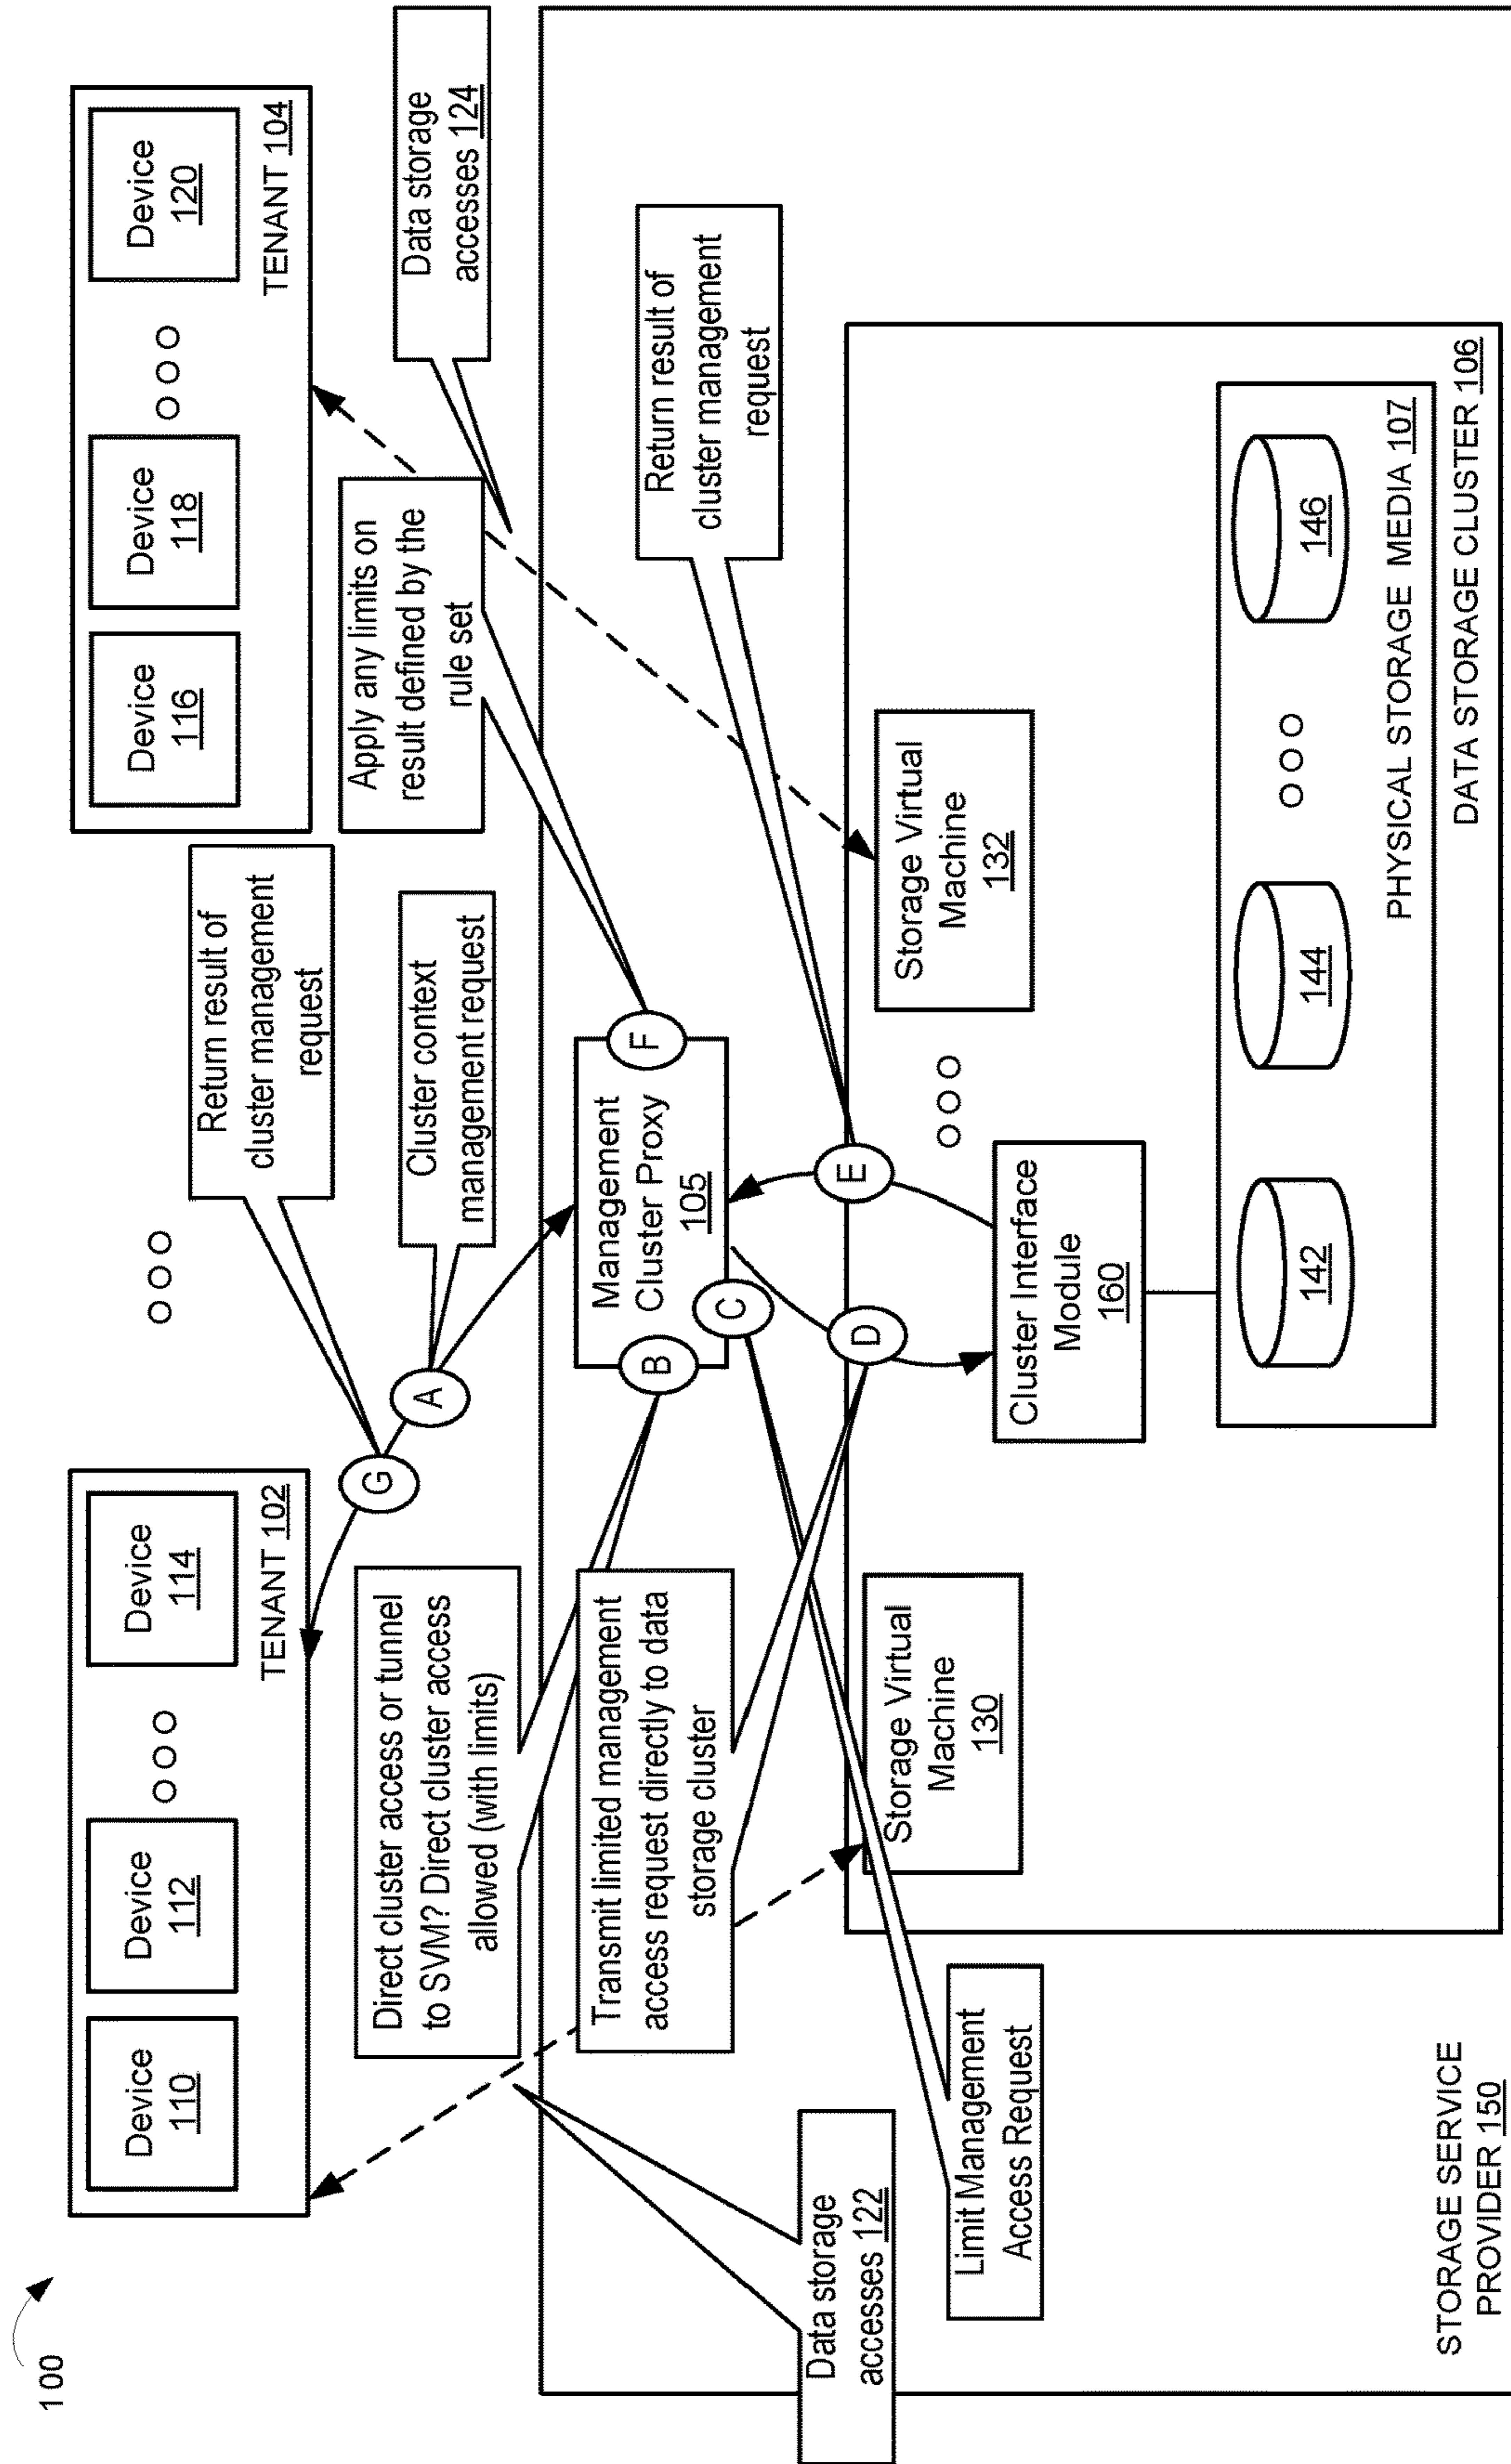 100
Device
110
Device
112
Device
114
TENANT 102
Device
116
Device
118
Device
120
TENANT 104
Return result of
cluster management
request
G
A
Cluster context
management request
Data storage
accesses 124
Direct cluster access or tunnel
to SVM? Direct cluster access
allowed (with limits)
Apply any limits on
result defined by the
rule set
Management
Cluster Proxy
105
B
C
F
Transmit limited management
access request directly to data
storage cluster
Return result of
cluster management
request
D
E
Data storage
accesses 122
Limit Management
Access Request
Storage Virtual
Machine
130
Storage Virtual
Machine
132
Cluster Interface
Module
160
142
144
146
PHYSICAL STORAGE MEDIA 107
DATA STORAGE CLUSTER 106
STORAGE SERVICE
PROVIDER 150